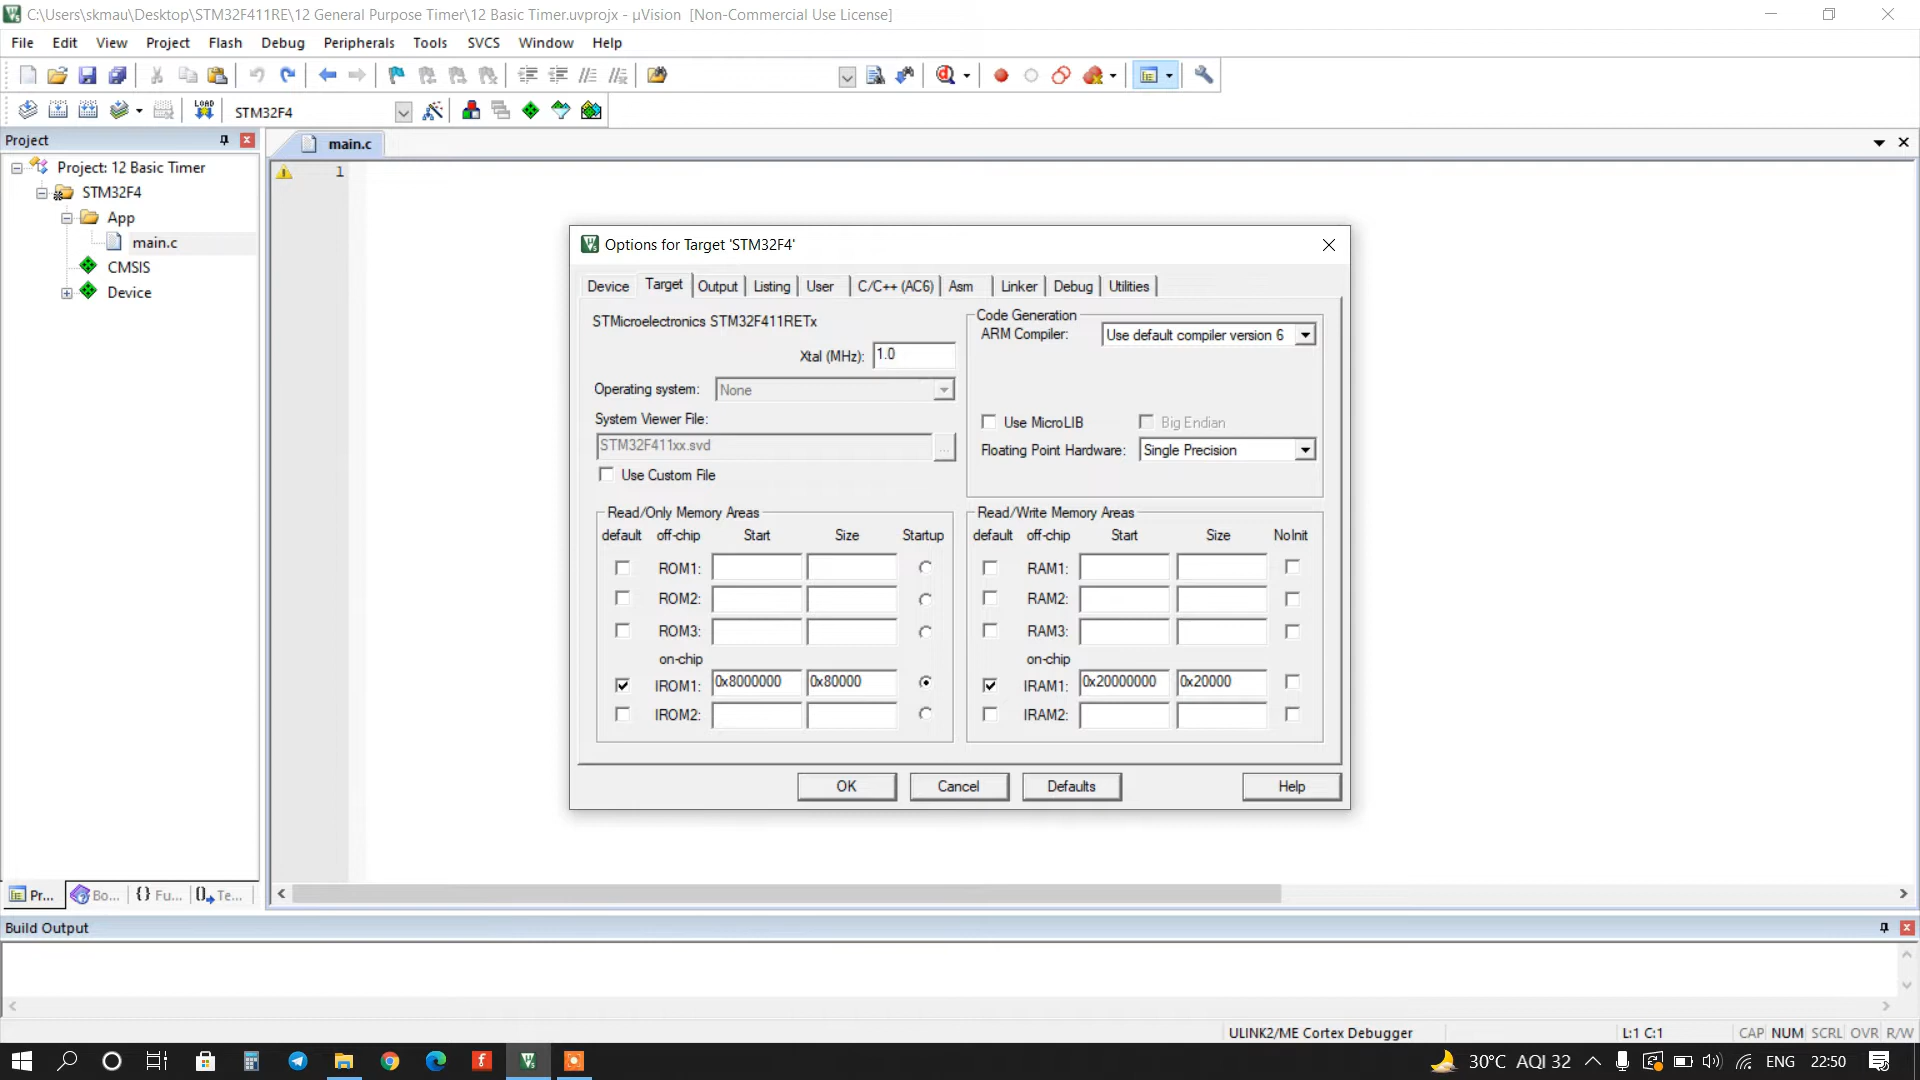 C:\Users\skmau\Desktop\STM32F411RE\12 General Purpose Timer\12 Basic Timer.uvprojx - µVision [Non-Commercial Use License]
File Edit View Project Flash Debug Peripherals Tools SVCS Window Help
LOAD STM32F4
Project main.c
Project: 12 Basic Timer
STM32F4
App
main.c
CMSIS
Device
1
Options for Target 'STM32F4'
Device Target Output Listing User C/C++ (AC6) Asm Linker Debug Utilities
STMicroelectronics STM32F411RETx
Xtal (MHz): 1.0
Operating system: None
System Viewer File:
STM32F411xx.svd ...
Use Custom File
Code Generation
ARM Compiler: Use default compiler version 6
Use MicroLIB Big Endian
Floating Point Hardware: Single Precision
Read/Only Memory Areas
default off-chip Start Size Startup
ROM1:
ROM2:
ROM3:
on-chip
IROM1: 0x8000000 0x80000
IROM2:
Read/Write Memory Areas
default off-chip Start Size NoInit
RAM1:
RAM2:
RAM3:
on-chip
IRAM1: 0x20000000 0x20000
IRAM2:
OK Cancel Defaults Help
Pr... Bo... {} Fu... Te...
Build Output
ULINK2/ME Cortex Debugger L:1 C:1 CAP NUM SCRL OVR R/W
30°C AQI 32 ENG 22:50